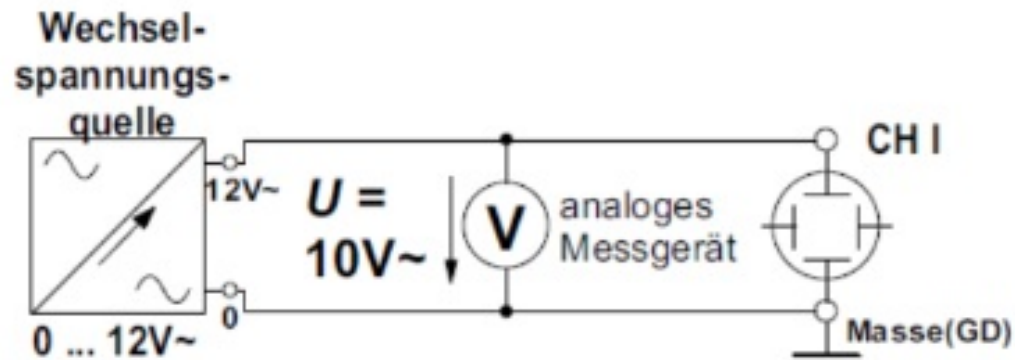 Wechsel-
spannungs-
quelle
12V~
0
0 ... 12V~
U =
10V~
V
analoges
Messgerät
CH I
Masse(GD)